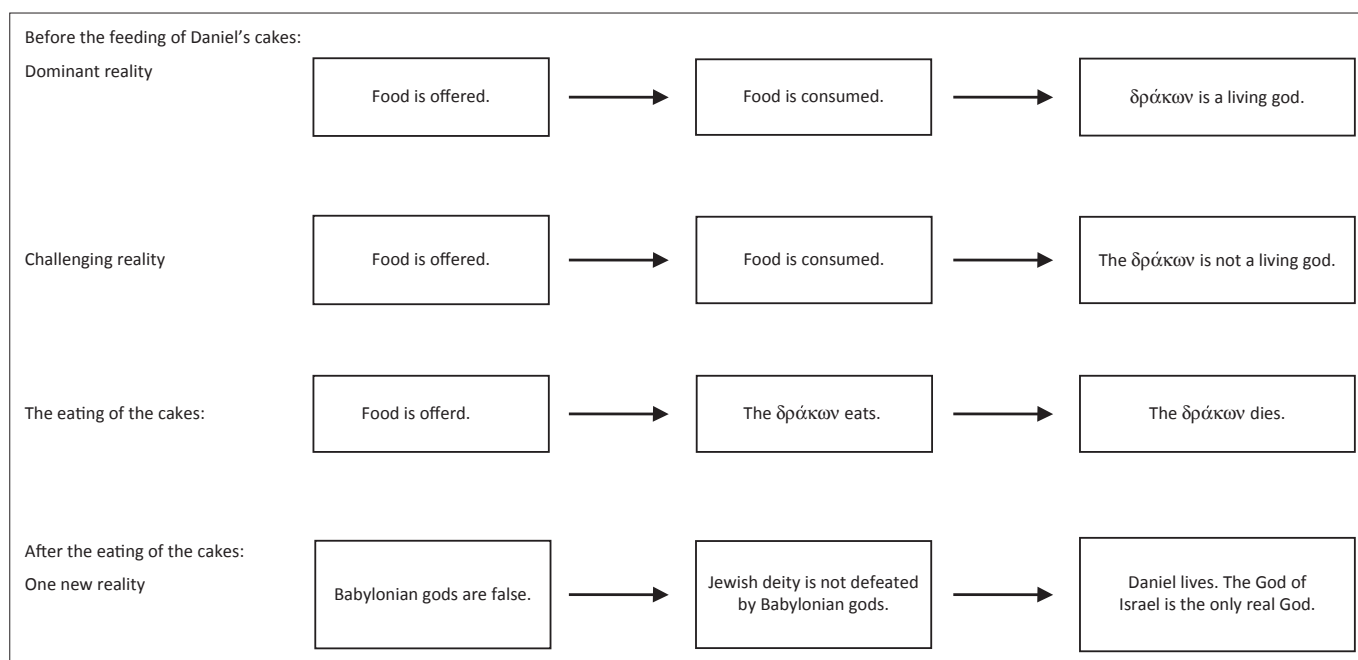 Before the feeding of Daniel’s cakes:
Dominant reality
Food is offered.
Food is consumed.
δράκων is a living god.
Challenging reality
Food is offered.
Food is consumed.
The δράκων is not a living god.
The eating of the cakes:
Food is offerd.
The δράκων eats.
The δράκων dies.
After the eating of the cakes:
One new reality
Babylonian gods are false.
Jewish deity is not defeated
by Babylonian gods.
Daniel lives. The God of
Israel is the only real God.